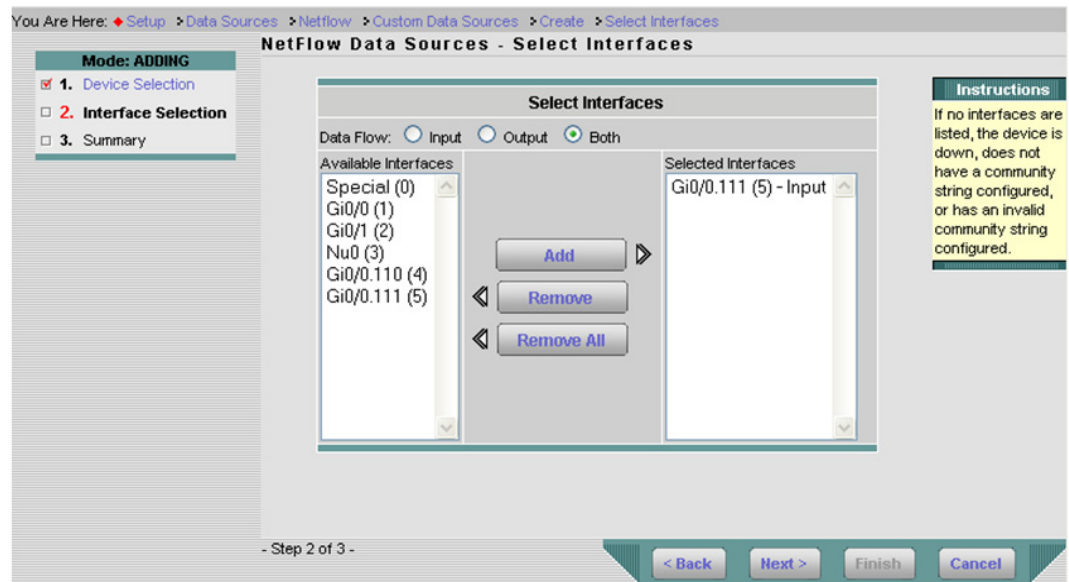 You Are Here: ◆ Setup > Data Sources > Netflow > Custom Data Sources > Create > Select Interfaces
NetFlow Data Sources - Select Interfaces
Mode: ADDING
1. Device Selection
2. Interface Selection
3. Summary
Select Interfaces
Data Flow: Input Output Both
Available Interfaces
Special (0)
Gi0/0 (1)
Gi0/1 (2)
Nu0 (3)
Gi0/0.110 (4)
Gi0/0.111 (5)
Add
Remove
Remove All
Selected Interfaces
Gi0/0.111 (5) - Input
Instructions
If no interfaces are
listed, the device is
down, does not
have a community
string configured,
or has an invalid
community string
configured.
- Step 2 of 3 -
< Back Next > Finish Cancel